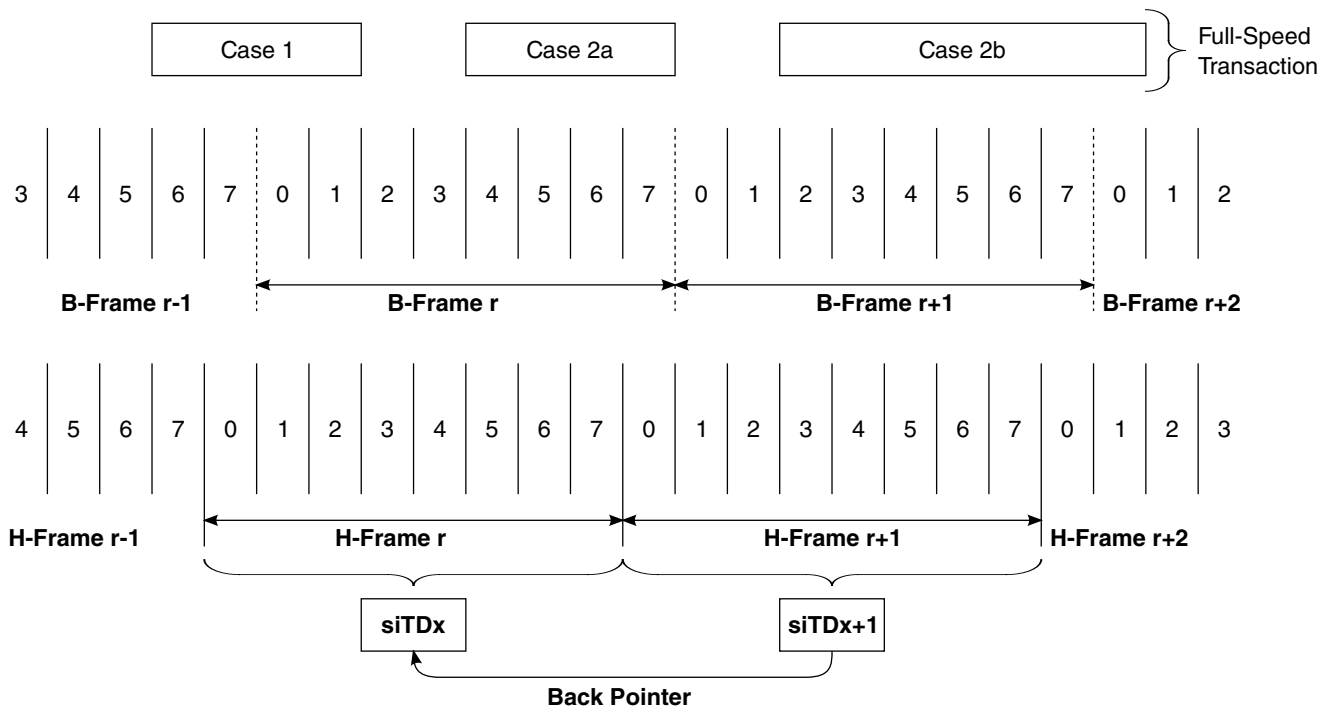 Case 1 Case 2a Case 2b
Full-Speed
Transaction
3 4 5 6 7 0 1 2 3 4 5 6 7 0 1 2 3 4 5 6 7 0 1 2
B-Frame r-1 B-Frame r B-Frame r+1 B-Frame r+2
4 5 6 7 0 1 2 3 4 5 6 7 0 1 2 3 4 5 6 7 0 1 2 3
H-Frame r-1 H-Frame r H-Frame r+1 H-Frame r+2
siTDx siTDx+1
Back Pointer